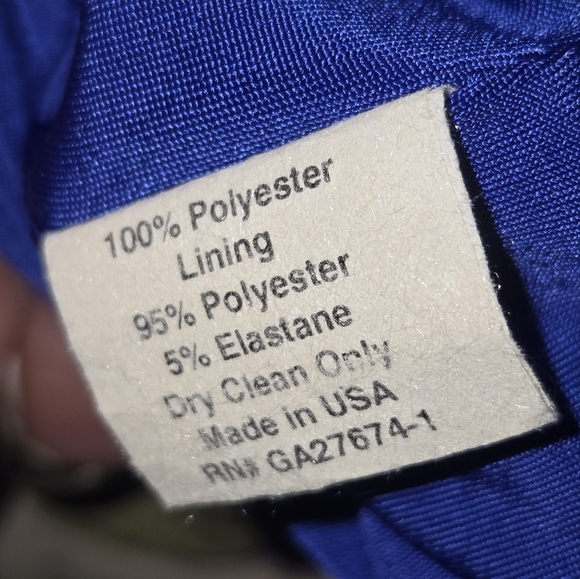 100% Polyester
Lining
95% Polyester
5% Elastane
Dry Clean Only
Made in USA
RN# GA27674-1